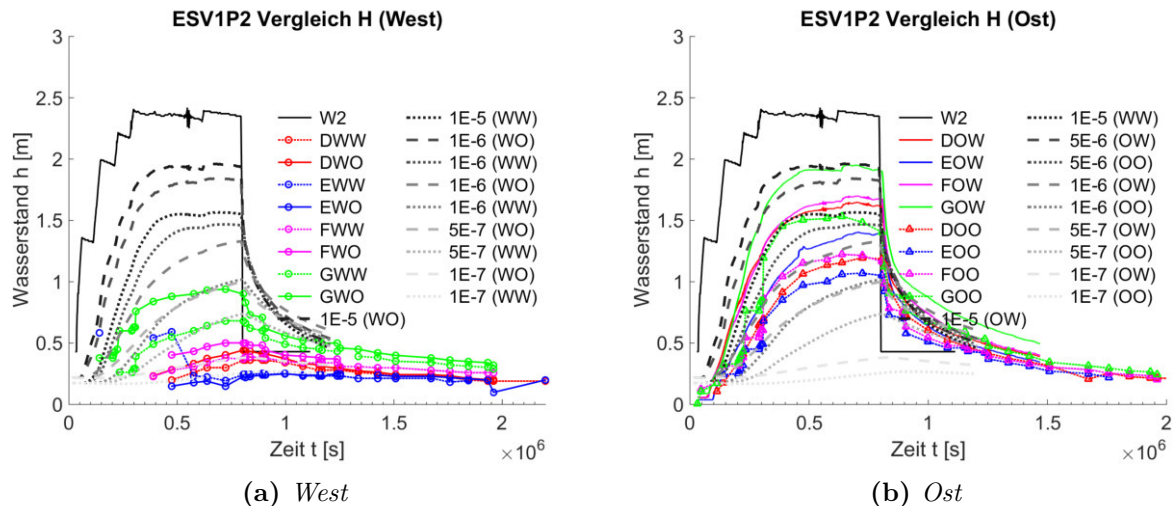 ESV1P2 Vergleich H (West)
3
2.5
2
1.5
1
0.5
0
Wasserstand h [m]
W2
DWW
DWO
EWW
EWO
FWW
FWO
GWW
GWO
1E-5 (WO)
1E-5 (WW)
1E-6 (WO)
1E-6 (WW)
1E-6 (WO)
1E-6 (WW)
5E-7 (WO)
5E-7 (WW)
1E-7 (WO)
1E-7 (WW)
0 0.5 1 1.5 2
Zeit t [s]
×10⁶
(a) West
ESV1P2 Vergleich H (Ost)
3
2.5
2
1.5
1
0.5
0
Wasserstand h [m]
W2
DOW
EOW
FOW
GOW
DOO
EOO
FOO
GOO
1E-5 (OW)
1E-5 (WW)
5E-6 (OW)
5E-6 (OO)
1E-6 (OW)
1E-6 (OO)
5E-7 (OW)
5E-7 (OO)
1E-7 (OW)
1E-7 (OO)
0 0.5 1 1.5 2
Zeit t [s]
×10⁶
(b) Ost